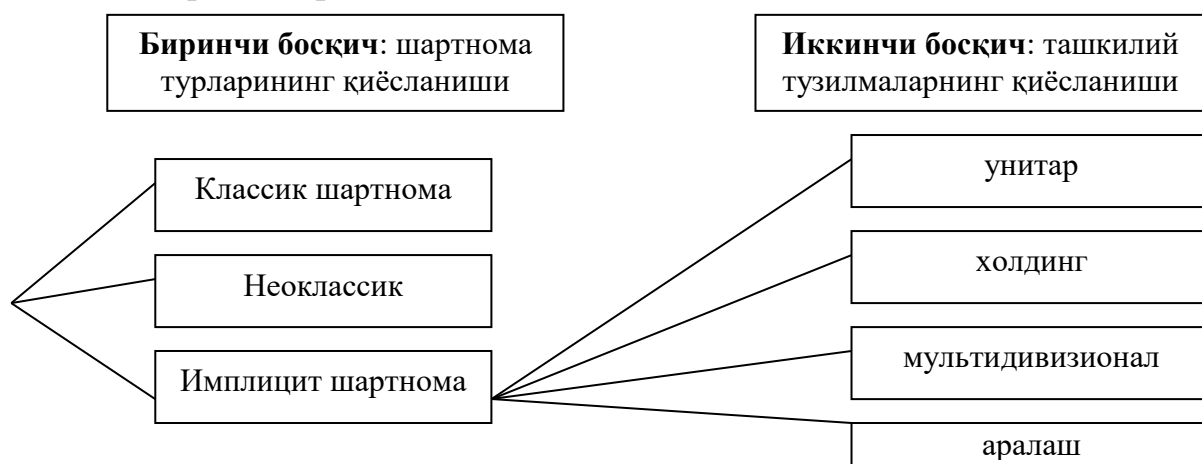 Биринчи босқич: шартнома
турларининг қиёсланиши
Иккинчи босқич: ташкилий
тузилмаларнинг қиёсланиши
Классик шартнома
Неоклассик
Имплицит шартнома
унитар
холдинг
мультидивизионал
аралаш